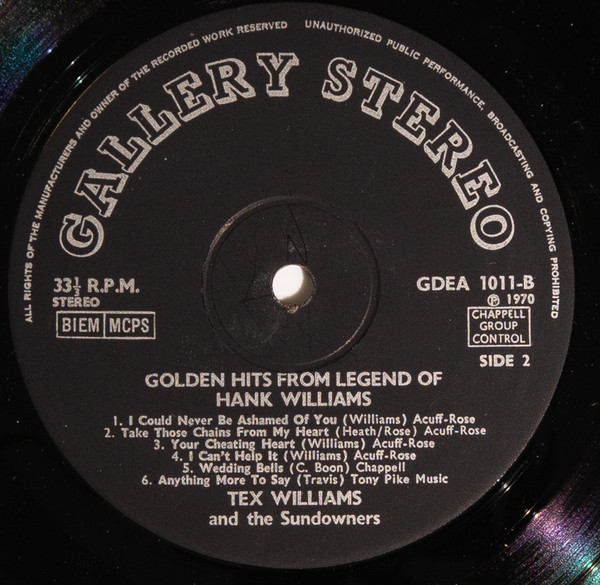 ALL RIGHTS OF THE MANUFACTURERS AND OWNER OF THE RECORDED WORK RESERVED UNAUTHORIZED PUBLIC PERFORMANCE, BROADCASTING AND COPYING PROHIBITED
GALLERY STEREO
33⅓ R.P.M.
STEREO
BIEM MCPS
GDEA 1011-B
℗ 1970
CHAPPELL
GROUP
CONTROL
SIDE 2
GOLDEN HITS FROM LEGEND OF
HANK WILLIAMS
1. I Could Never Be Ashamed Of You (Williams) Acuff-Rose
2. Take Those Chains From My Heart (Heath/Rose) Acuff-Rose
3. Your Cheating Heart (Williams) Acuff-Rose
4. I Can't Help It (Williams) Acuff-Rose
5. Wedding Bells (C. Boon) Chappell
6. Anything More To Say (Travis) Tony Pike Music
TEX WILLIAMS
and the Sundowners